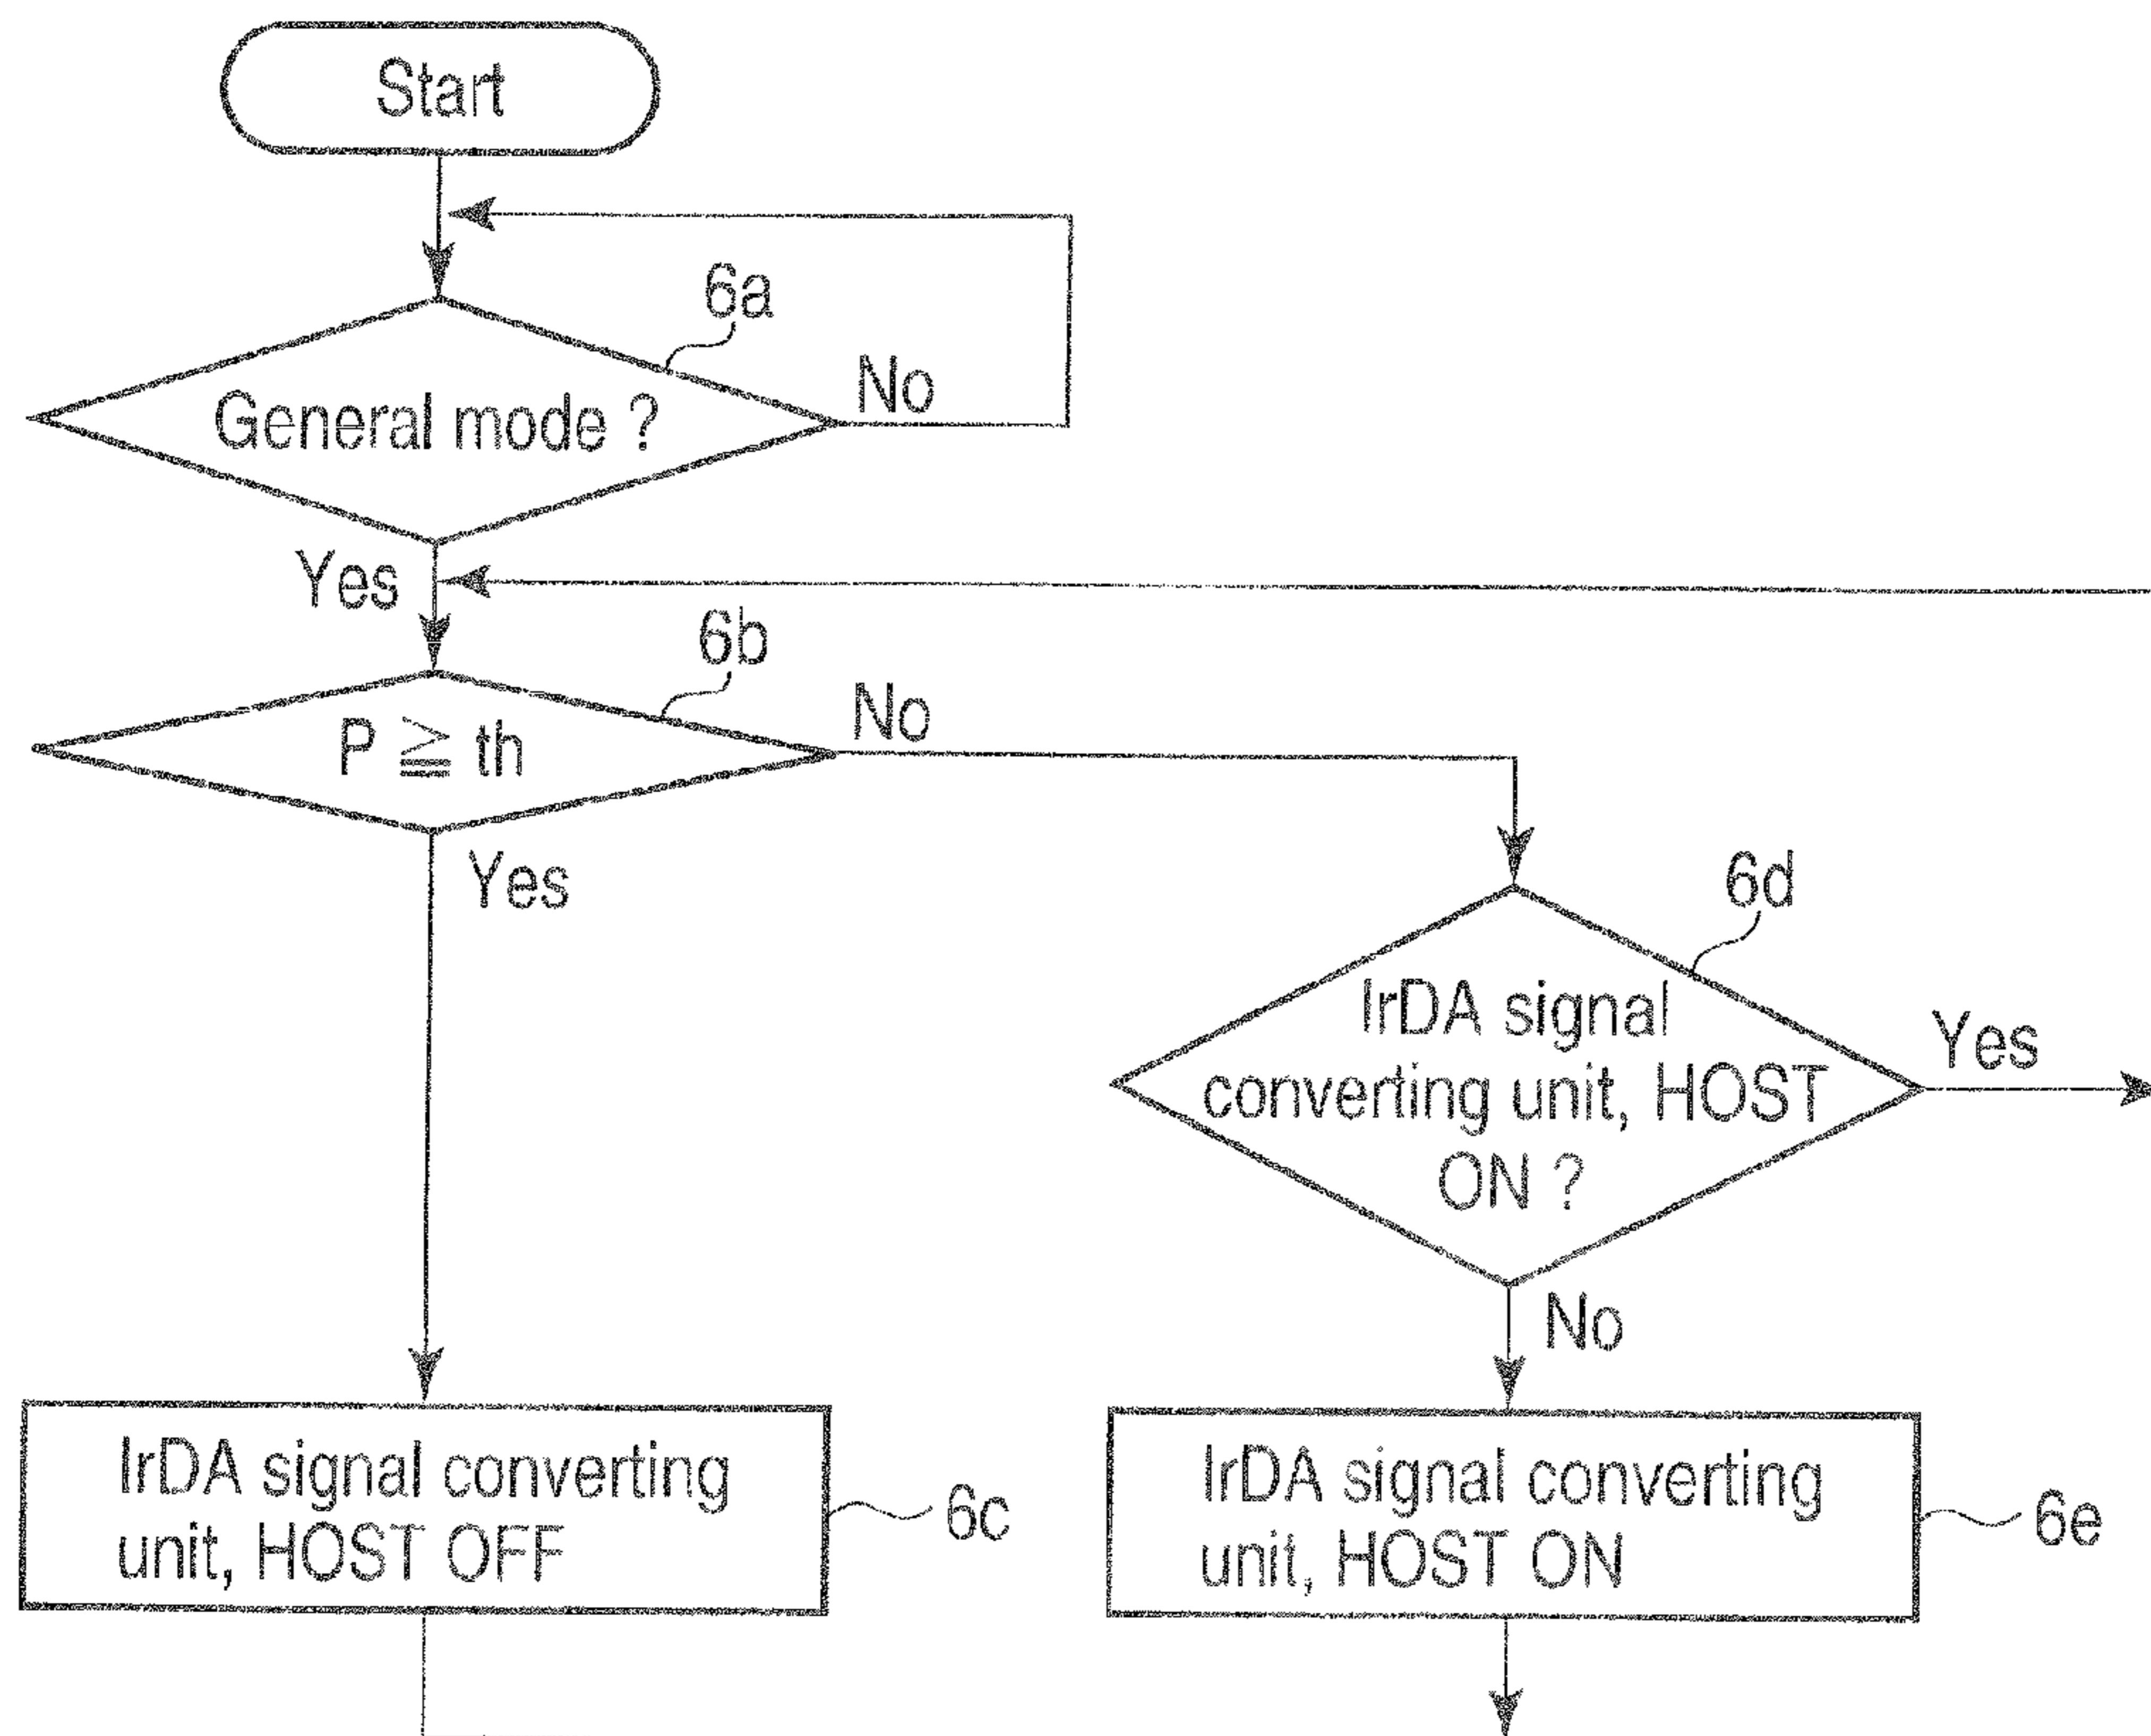 Start
6a
General mode ?
No
Yes
6b
P ≧ th
No
Yes
6d
IrDA signal
converting unit, HOST
ON ?
Yes
No
IrDA signal converting
unit, HOST OFF
6c
IrDA signal converting
unit, HOST ON
6e